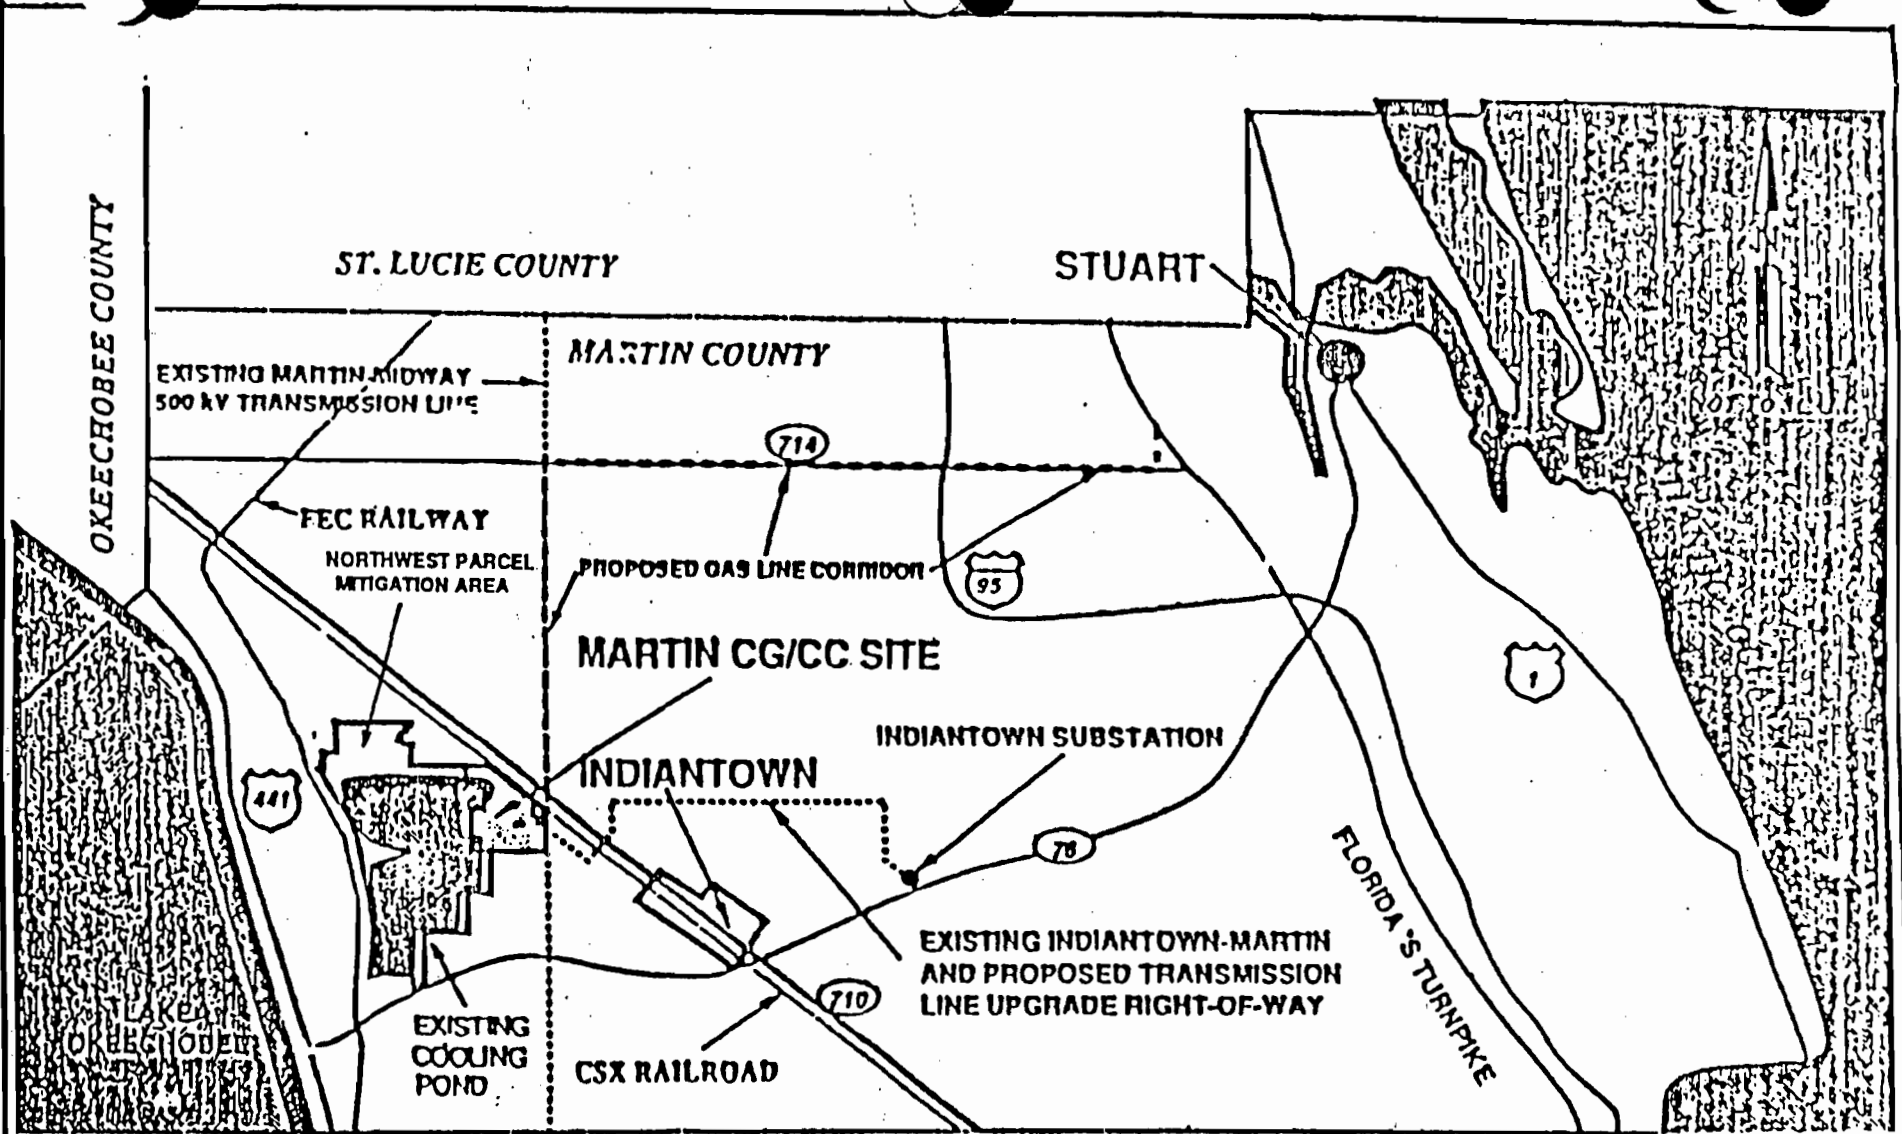 OKEECHOBEE COUNTY
ST. LUCIE COUNTY
STUART
MARTIN COUNTY
EXISTING MARTIN-MIDWAY
500 kV TRANSMISSION LINE
714
FEC RAILWAY
NORTHWEST PARCEL
MITIGATION AREA
PROPOSED GAS LINE CORRIDOR
95
MARTIN CG/CC SITE
1
INDIANTOWN SUBSTATION
INDIANTOWN
441
76
FLORIDA'S TURNPIKE
EXISTING INDIANTOWN-MARTIN
AND PROPOSED TRANSMISSION
LINE UPGRADE RIGHT-OF-WAY
710
LAKE
OKEECHOBEE
EXISTING
COOLING
POND
CSX RAILROAD